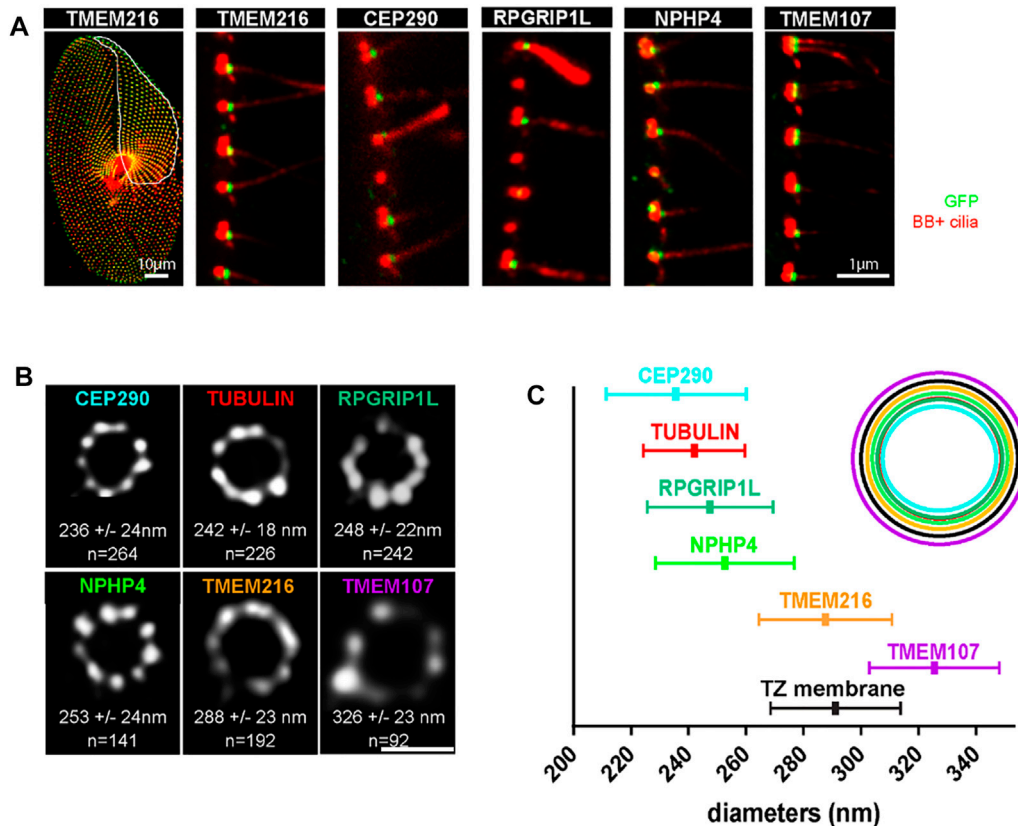 A
TMEM216 TMEM216 CEP290 RPGRIP1L NPHP4 TMEM107
GFP
BB+ cilia
10µm
1µm
B
CEP290 TUBULIN RPGRIP1L
236 +/- 24nm 242 +/- 18 nm 248 +/- 22nm
n=264 n=226 n=242
NPHP4 TMEM216 TMEM107
253 +/- 24nm 288 +/- 23 nm 326 +/- 23 nm
n=141 n=192 n=92
C
CEP290
TUBULIN
RPGRIP1L
NPHP4
TMEM216
TMEM107
TZ membrane
200 220 240 260 280 300 320 340
diameters (nm)